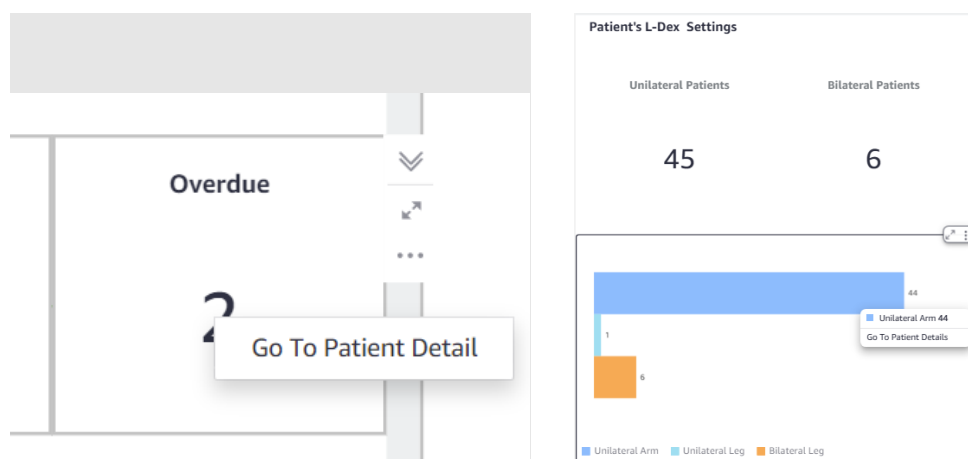 Overdue
2
Go To Patient Detail
Patient's L-Dex Settings
Unilateral Patients
Bilateral Patients
45
6
44
Unilateral Arm 44
Go To Patient Details
1
6
Unilateral Arm
Unilateral Leg
Bilateral Leg